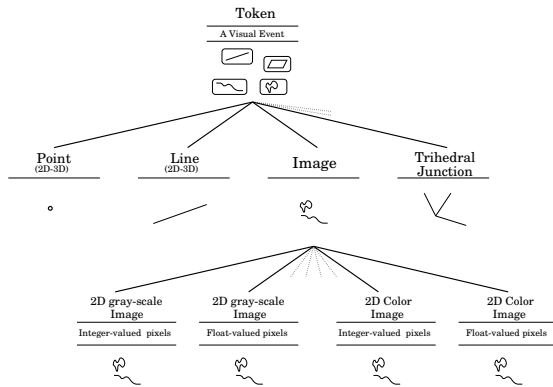 Token
A Visual Event
Point
(2D-3D)
Line
(2D-3D)
Image
Trihedral
Junction
2D gray-scale
Image
Integer-valued pixels
2D gray-scale
Image
Float-valued pixels
2D Color
Image
Integer-valued pixels
2D Color
Image
Float-valued pixels